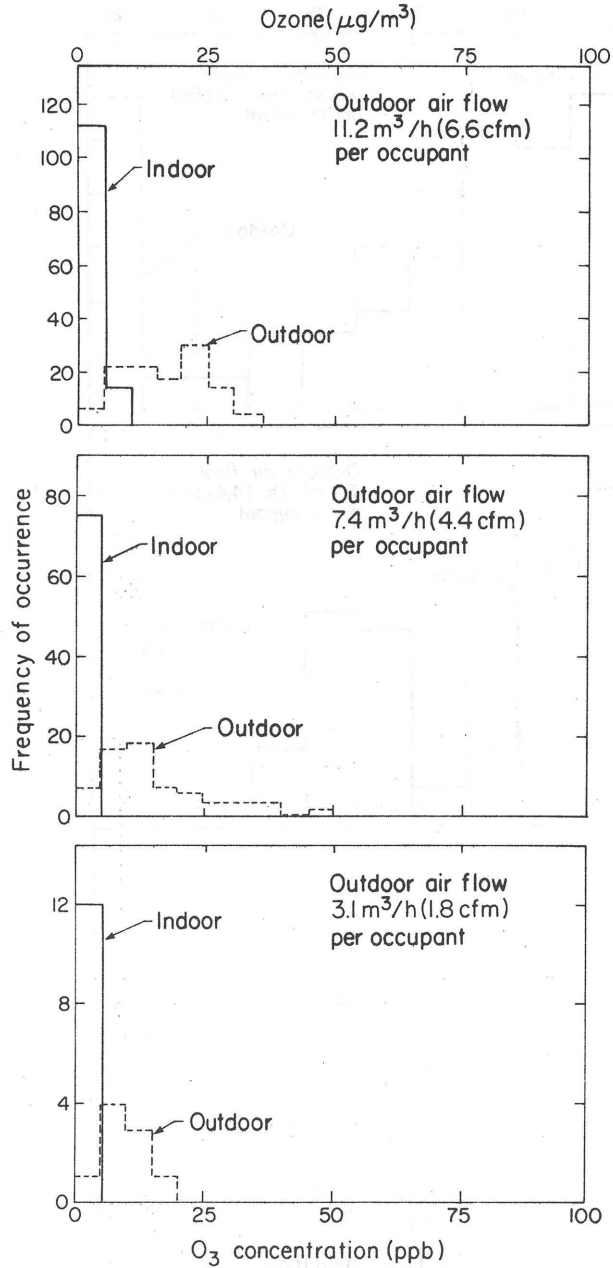 Ozone(μg/m³)
0 25 50 75 100
120
100
80
60
40
20
0
Outdoor air flow
11.2 m³/h (6.6 cfm)
per occupant
Indoor
Outdoor
80
60
40
20
0
Outdoor air flow
7.4 m³/h (4.4 cfm)
per occupant
Indoor
Outdoor
Frequency of occurrence
12
8
4
0
Outdoor air flow
3.1 m³/h (1.8 cfm)
per occupant
Indoor
Outdoor
0 25 50 75 100
O₃ concentration (ppb)